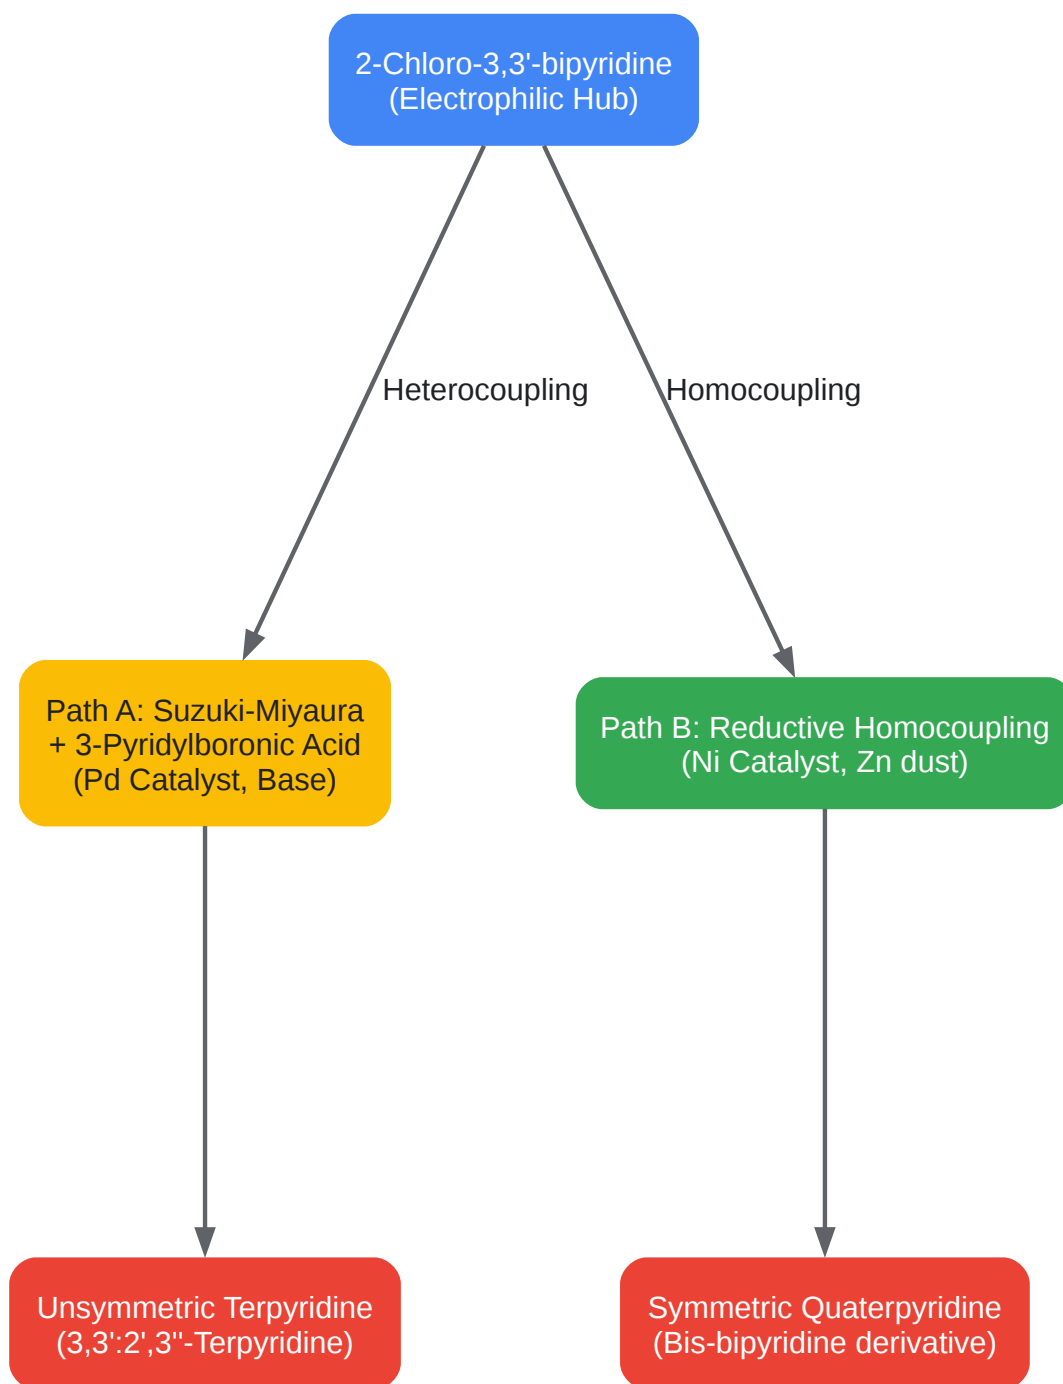 2-Chloro-3,3'-bipyridine
(Electrophilic Hub)
Heterocoupling
Homocoupling
Path A: Suzuki-Miyaura
+ 3-Pyridylboronic Acid
(Pd Catalyst, Base)
Path B: Reductive Homocoupling
(Ni Catalyst, Zn dust)
Unsymmetric Terpyridine
(3,3':2',3''-Terpyridine)
Symmetric Quaterpyridine
(Bis-bipyridine derivative)